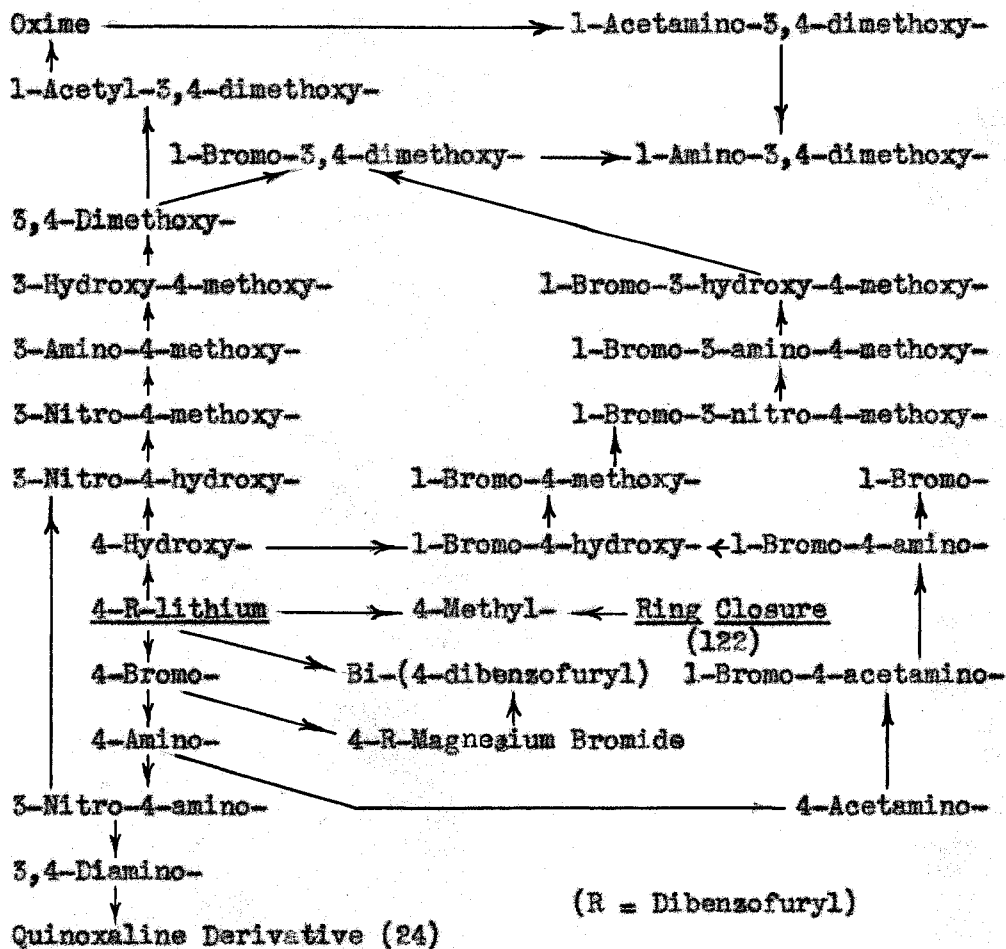 Oxime 1-Acetamino-3,4-dimethoxy-
1-Acetyl-3,4-dimethoxy-
1-Bromo-3,4-dimethoxy- 1-Amino-3,4-dimethoxy-
3,4-Dimethoxy-
3-Hydroxy-4-methoxy- 1-Bromo-3-hydroxy-4-methoxy-
3-Amino-4-methoxy- 1-Bromo-3-amino-4-methoxy-
3-Nitro-4-methoxy- 1-Bromo-3-nitro-4-methoxy-
3-Nitro-4-hydroxy- 1-Bromo-4-methoxy- 1-Bromo-
4-Hydroxy- 1-Bromo-4-hydroxy- 1-Bromo-4-amino-
4-R-lithium 4-Methyl- Ring Closure
(122)
4-Bromo- Bi-(4-dibenzofuryl) 1-Bromo-4-acetamino-
4-Amino- 4-R-Magnesium Bromide
3-Nitro-4-amino- 4-Acetamino-
3,4-Diamino-
(R = Dibenzofuryl)
Quinoxaline Derivative (24)